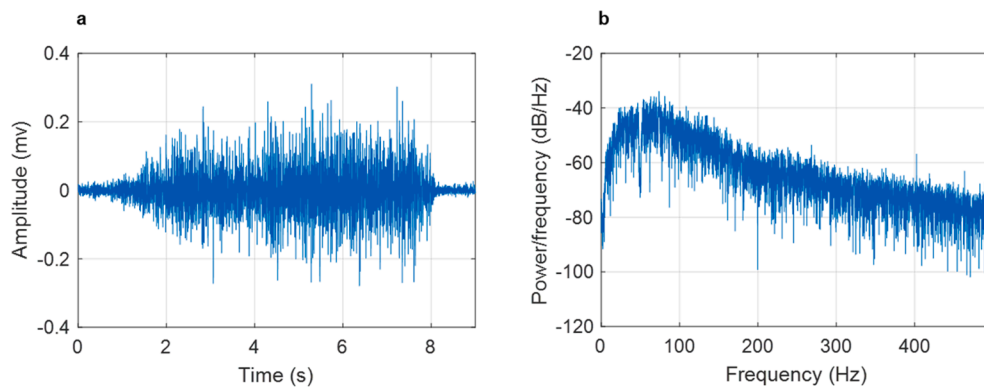 a
0.4
0.2
0
-0.2
-0.4
Amplitude (mv)
0 2 4 6 8
Time (s)
b
-20
-40
-60
-80
-100
-120
Power/frequency (dB/Hz)
0 100 200 300 400
Frequency (Hz)